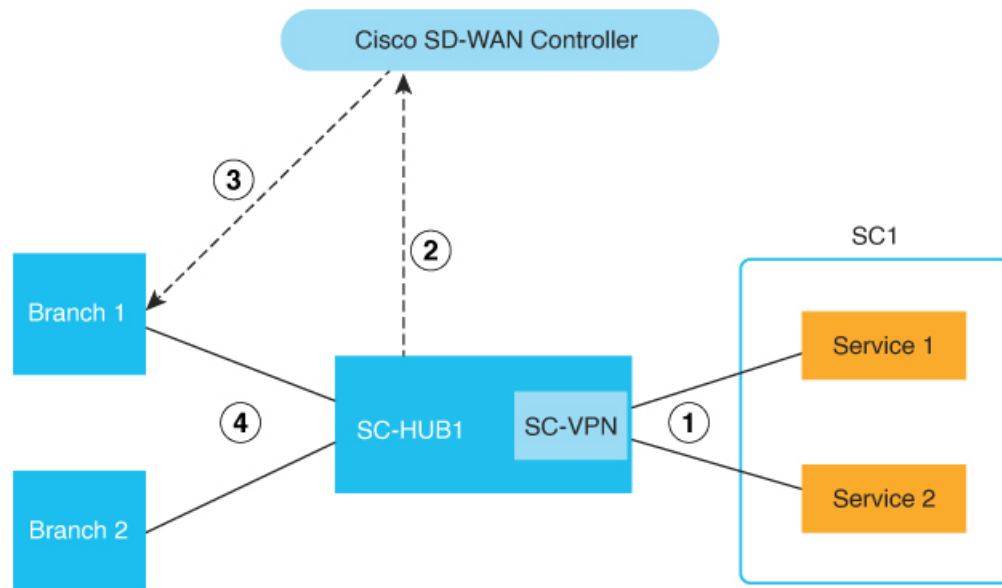 Cisco SD-WAN Controller
3
2
SC1
Branch 1
Service 1
4
SC-HUB1
SC-VPN
1
Branch 2
Service 2